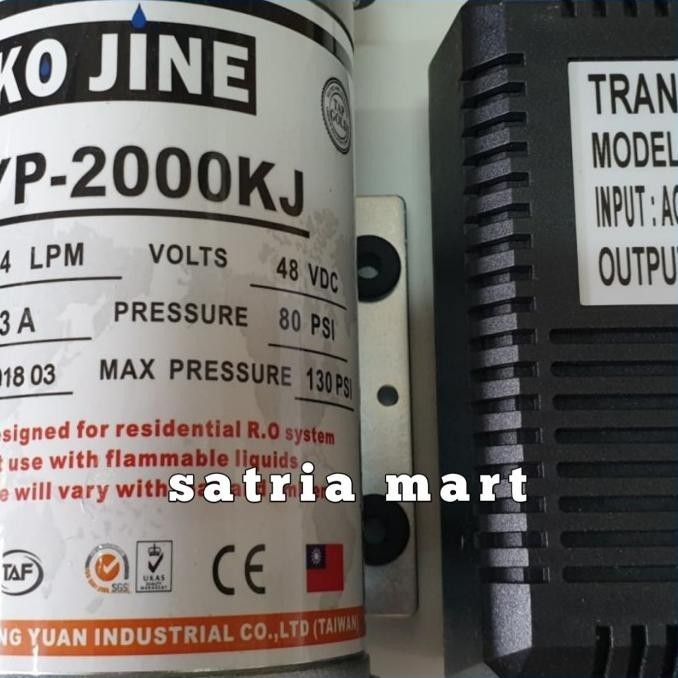 KO JINE
YP-2000KJ
4 LPM VOLTS 48 VDC
3 A PRESSURE 80 PSI
018 03 MAX PRESSURE 130 PSI
esigned for residential R.O system
t use with flammable liquids
e will vary with
satria mart
TAF
SGS
UKAS
CE
NG YUAN INDUSTRIAL CO.,LTD (TAIWAN)
TRAN
MODEL
INPUT : AC
OUTPU